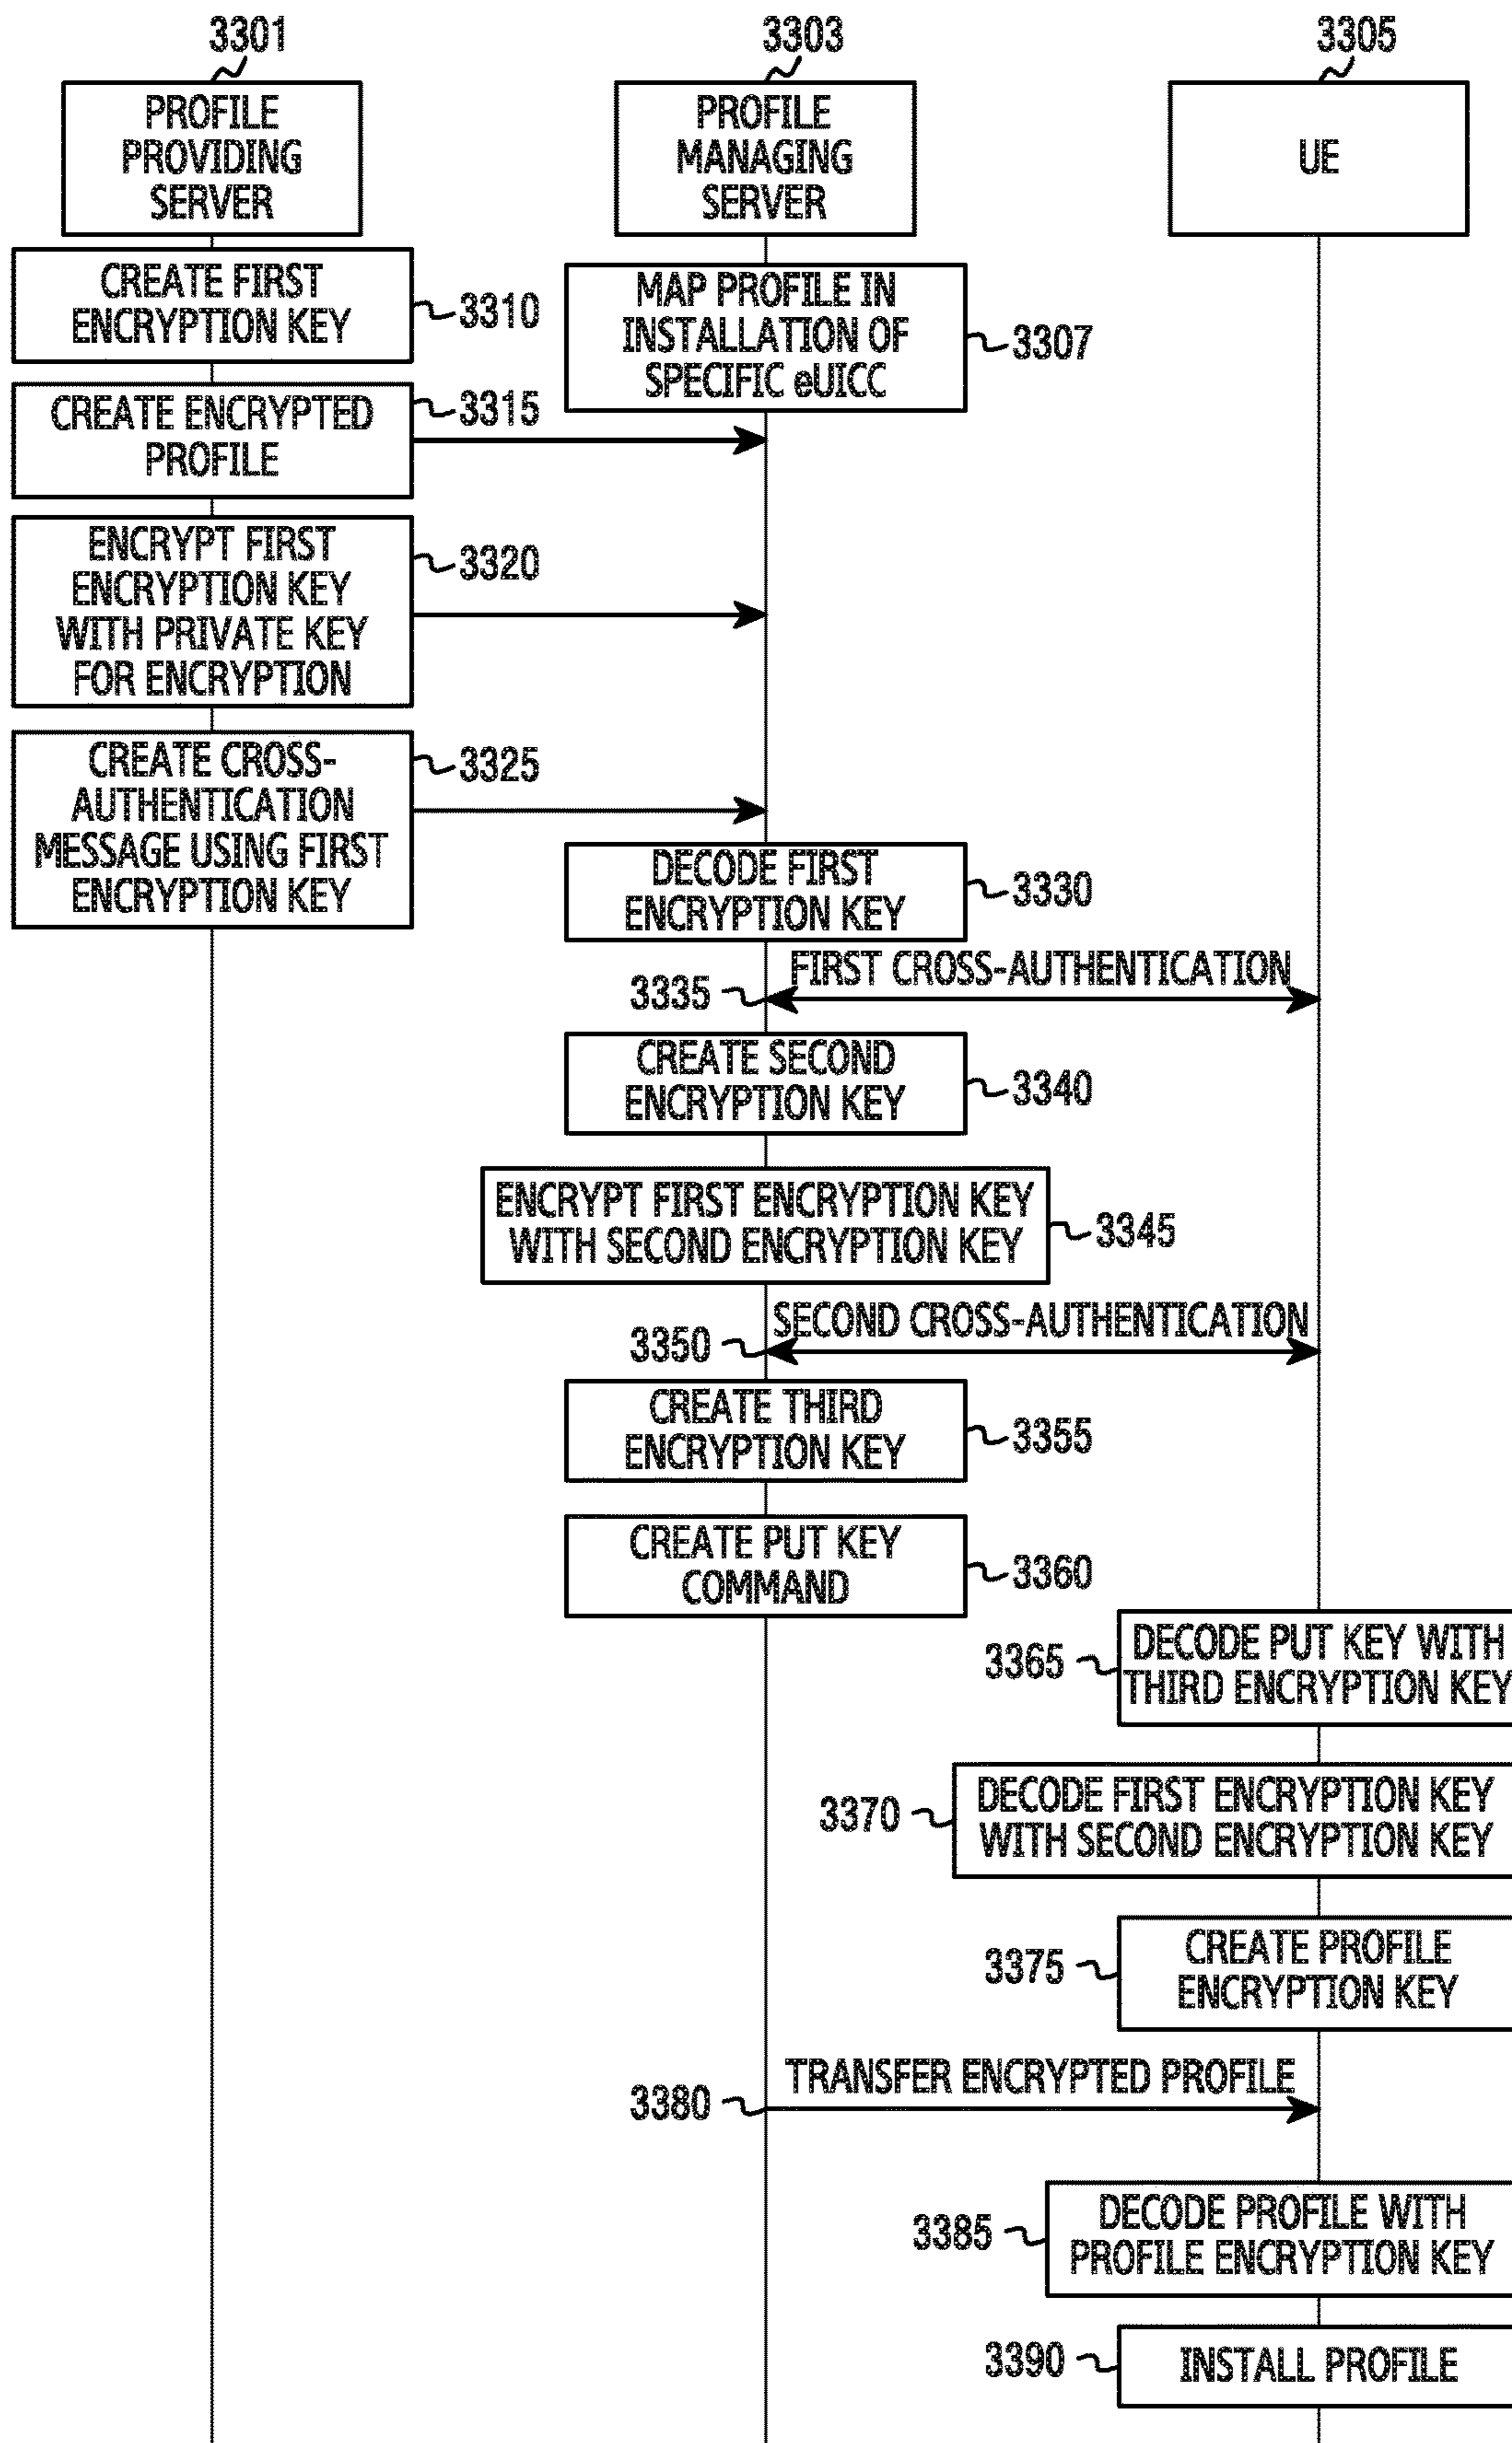 3301
3303
3305
PROFILE
PROVIDING
SERVER
PROFILE
MANAGING
SERVER
UE
CREATE FIRST
ENCRYPTION KEY
3310
MAP PROFILE IN
INSTALLATION OF
SPECIFIC eUICC
3307
CREATE ENCRYPTED
PROFILE
3315
ENCRYPT FIRST
ENCRYPTION KEY
WITH PRIVATE KEY
FOR ENCRYPTION
3320
CREATE CROSS-
AUTHENTICATION
MESSAGE USING FIRST
ENCRYPTION KEY
3325
DECODE FIRST
ENCRYPTION KEY
3330
FIRST CROSS-AUTHENTICATION
3335
CREATE SECOND
ENCRYPTION KEY
3340
ENCRYPT FIRST ENCRYPTION KEY
WITH SECOND ENCRYPTION KEY
3345
SECOND CROSS-AUTHENTICATION
3350
CREATE THIRD
ENCRYPTION KEY
3355
CREATE PUT KEY
COMMAND
3360
3365
DECODE PUT KEY WITH
THIRD ENCRYPTION KEY
3370
DECODE FIRST ENCRYPTION KEY
WITH SECOND ENCRYPTION KEY
3375
CREATE PROFILE
ENCRYPTION KEY
TRANSFER ENCRYPTED PROFILE
3380
3385
DECODE PROFILE WITH
PROFILE ENCRYPTION KEY
3390
INSTALL PROFILE